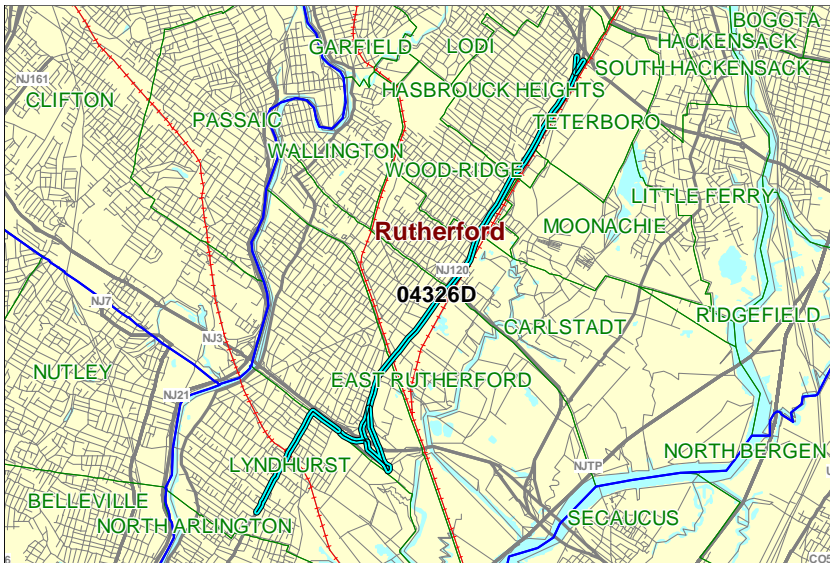 BOGOTA
GARFIELD
LODI
HACKENSACK
SOUTH HACKENSACK
NJ161
HASBROUCK HEIGHTS
CLIFTON
PASSAIC
TETERBORO
WALLINGTON
WOOD-RIDGE
LITTLE FERRY
MOONACHIE
Rutherford
NJ120
04326D
NJ7
RIDGEFIELD
CARLSTADT
NJ3
NUTLEY
EAST RUTHERFORD
NJ21
NORTH BERGEN
LYNDHURST
NJTP
BELLEVILLE
SECAUCUS
NORTH ARLINGTON